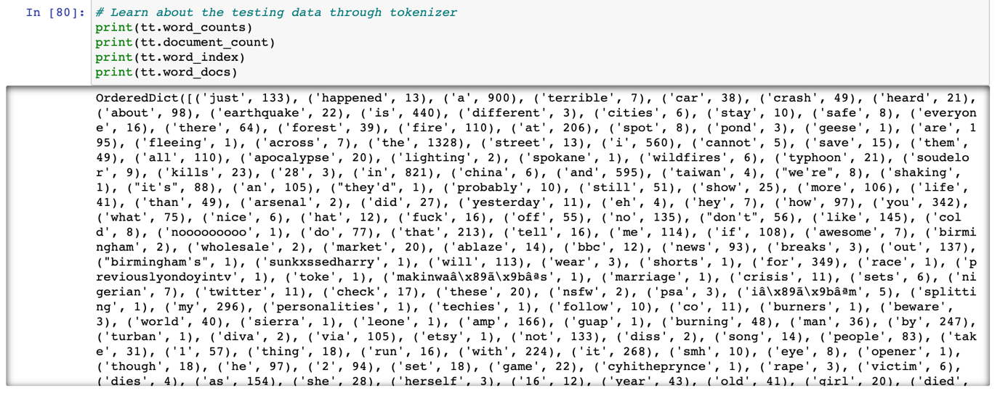 In [80]: # Learn about the testing data through tokenizer
print(tt.word_counts)
print(tt.document_count)
print(tt.word_index)
print(tt.word_docs)
OrderedDict([('just', 133), ('happened', 13), ('a', 900), ('terrible', 7), ('car', 38), ('crash', 49), ('heard', 21),
('about', 98), ('earthquake', 22), ('is', 440), ('different', 3), ('cities', 6), ('stay', 10), ('safe', 8), ('everyon
e', 16), ('there', 64), ('forest', 39), ('fire', 110), ('at', 206), ('spot', 8), ('pond', 3), ('geese', 1), ('are', 1
95), ('fleeing', 1), ('across', 7), ('the', 1328), ('street', 13), ('i', 560), ('cannot', 5), ('save', 15), ('them',
49), ('all', 110), ('apocalypse', 20), ('lighting', 2), ('spokane', 1), ('wildfires', 6), ('typhoon', 21), ('soudelo
r', 9), ('kills', 23), ('28', 3), ('in', 821), ('china', 6), ('and', 595), ('taiwan', 4), ("we're", 8), ('shaking',
1), ("it's", 88), ('an', 105), ("they'd", 1), ('probably', 10), ('still', 51), ('show', 25), ('more', 106), ('life',
41), ('than', 49), ('arsenal', 2), ('did', 27), ('yesterday', 11), ('eh', 4), ('hey', 7), ('how', 97), ('you', 342),
('what', 75), ('nice', 6), ('hat', 12), ('fuck', 16), ('off', 55), ('no', 135), ("don't", 56), ('like', 145), ('col
d', 8), ('nooooooooo', 1), ('do', 77), ('that', 213), ('tell', 16), ('me', 114), ('if', 108), ('awesome', 7), ('birmi
ngham', 2), ('wholesale', 2), ('market', 20), ('ablaze', 14), ('bbc', 12), ('news', 93), ('breaks', 3), ('out', 137),
("birmingham's", 1), ('sunkxssedharry', 1), ('will', 113), ('wear', 3), ('shorts', 1), ('for', 349), ('race', 1), ('p
reviouslyondoyintv', 1), ('toke', 1), ('makinwaâ\x89ã\x9bâªs', 1), ('marriage', 1), ('crisis', 11), ('sets', 6), ('ni
gerian', 7), ('twitter', 11), ('check', 17), ('these', 20), ('nsfw', 2), ('psa', 3), ('iâ\x89ã\x9bâªm', 5), ('splitti
ng', 1), ('my', 296), ('personalities', 1), ('techies', 1), ('follow', 10), ('co', 11), ('burners', 1), ('beware',
3), ('world', 40), ('sierra', 1), ('leone', 1), ('amp', 166), ('guap', 1), ('burning', 48), ('man', 36), ('by', 247),
('turban', 1), ('diva', 2), ('via', 105), ('etsy', 1), ('not', 133), ('diss', 2), ('song', 14), ('people', 83), ('tak
e', 31), ('1', 57), ('thing', 18), ('run', 16), ('with', 224), ('it', 268), ('smh', 10), ('eye', 8), ('opener', 1),
('though', 18), ('he', 97), ('2', 94), ('set', 18), ('game', 22), ('cyhitheprynce', 1), ('rape', 3), ('victim', 6),
('dies', 4), ('as', 154), ('she', 28), ('herself', 3), ('16', 12), ('year', 43), ('old', 41), ('girl', 20), ('died',